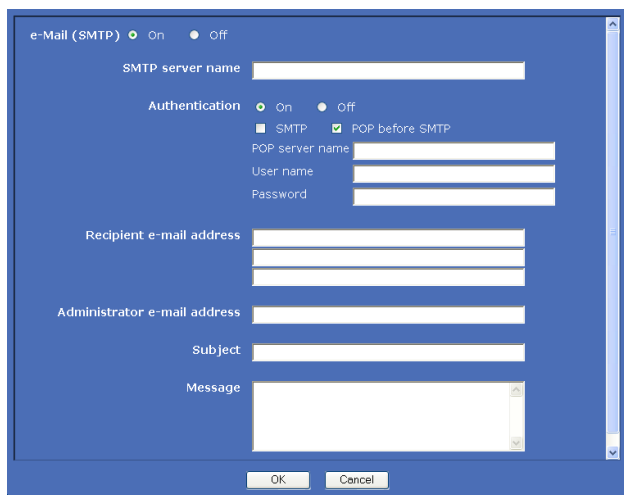 e-Mail (SMTP) On Off
SMTP server name
Authentication On Off
SMTP POP before SMTP
POP server name
User name
Password
Recipient e-mail address
Administrator e-mail address
Subject
Message
OK Cancel